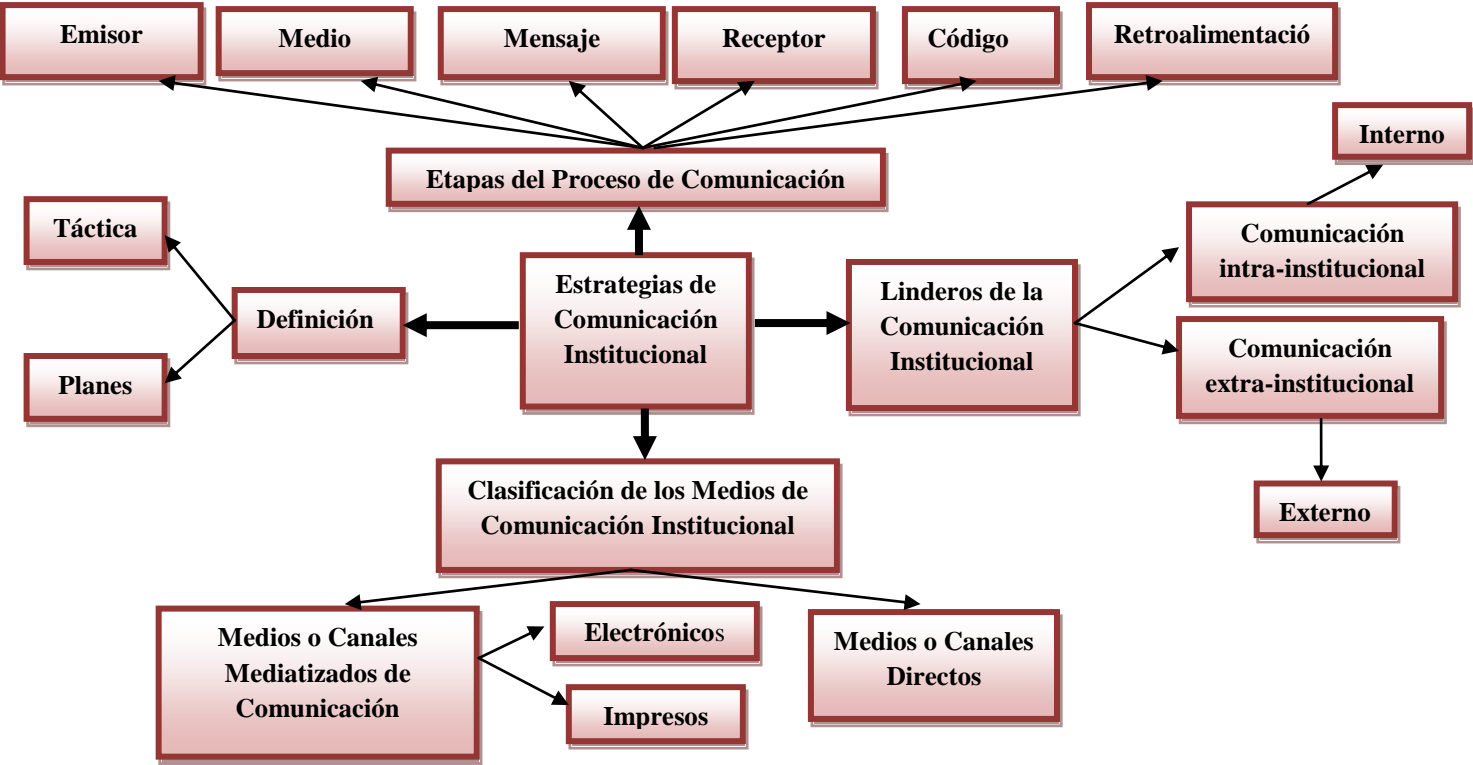 Emisor
Medio
Mensaje
Receptor
Código
Retroalimentació
Etapas del Proceso de Comunicación
Interno
Táctica
Definición
Planes
Estrategias de
Comunicación
Institucional
Linderos de la
Comunicación
Institucional
Comunicación
intra-institucional
Comunicación
extra-institucional
Externo
Clasificación de los Medios de
Comunicación Institucional
Medios o Canales
Mediatizados de
Comunicación
Electrónicos
Impresos
Medios o Canales
Directos